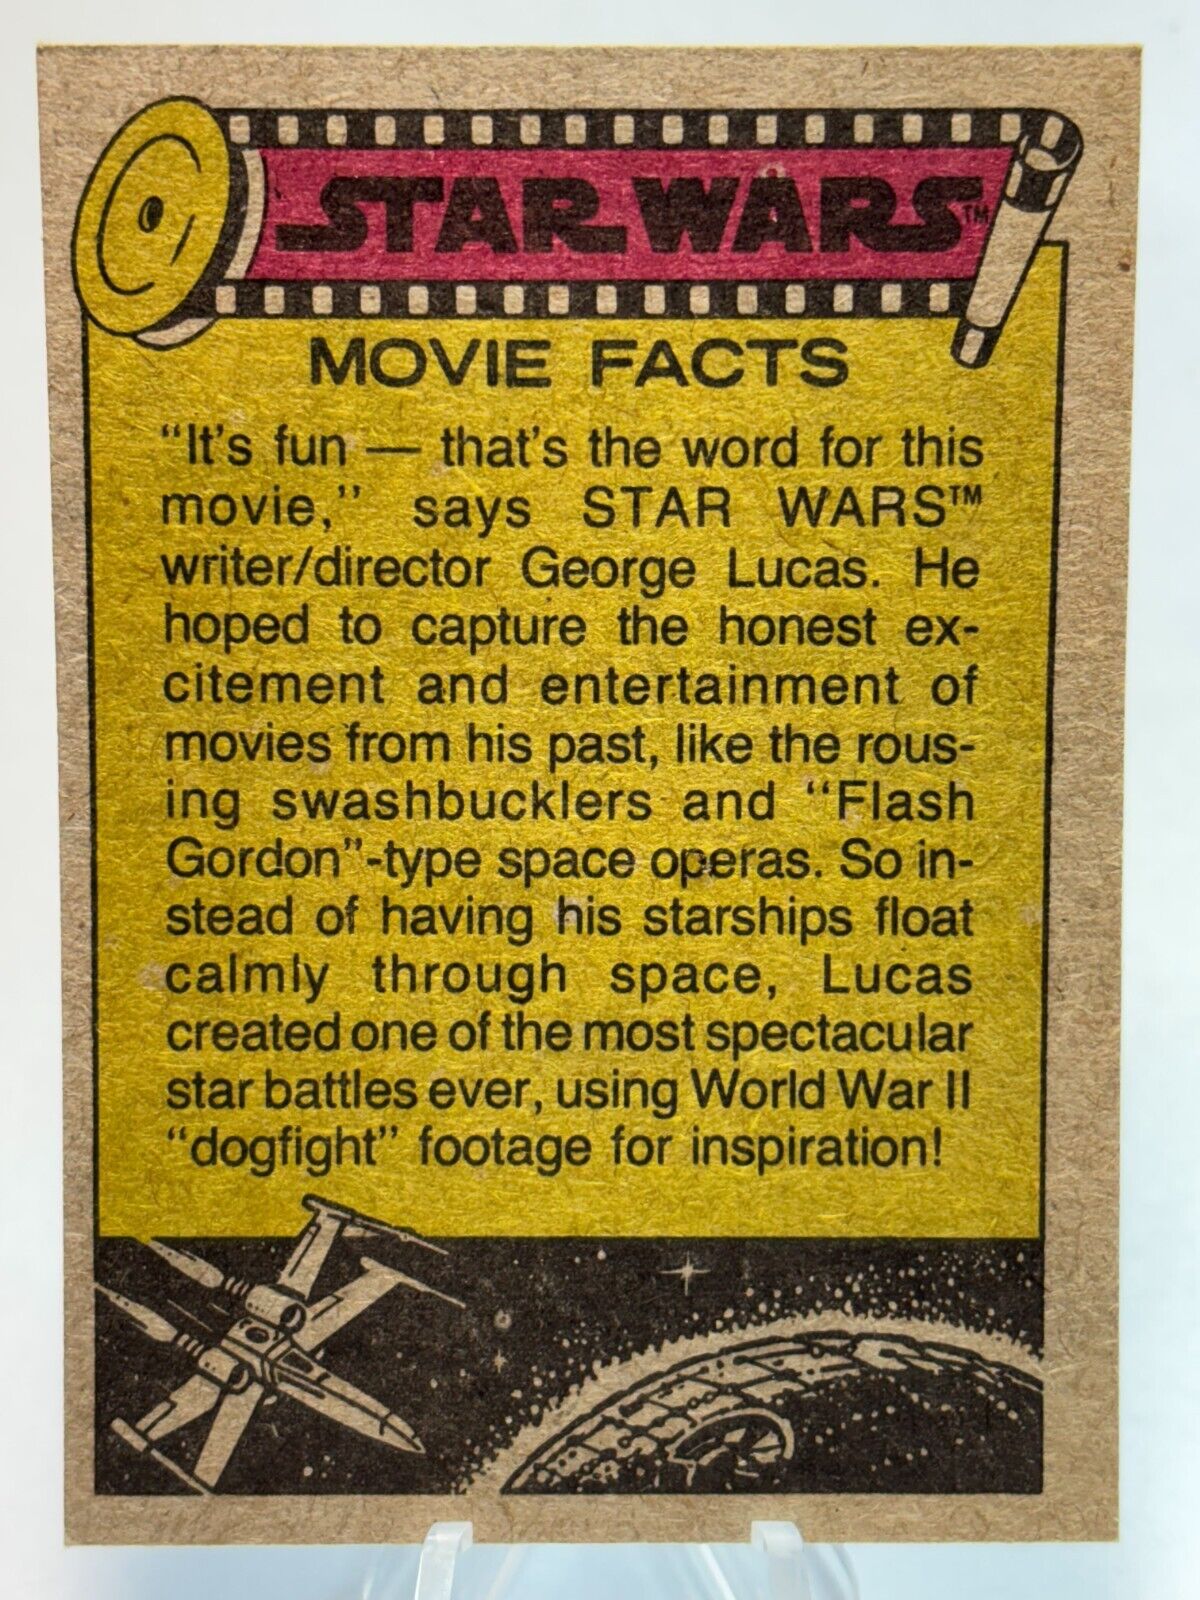 STAR WARS™
MOVIE FACTS
“It's fun — that's the word for this
movie,” says STAR WARS™
writer/director George Lucas. He
hoped to capture the honest ex-
citement and entertainment of
movies from his past, like the rous-
ing swashbucklers and “Flash
Gordon”-type space operas. So in-
stead of having his starships float
calmly through space, Lucas
created one of the most spectacular
star battles ever, using World War II
“dogfight” footage for inspiration!